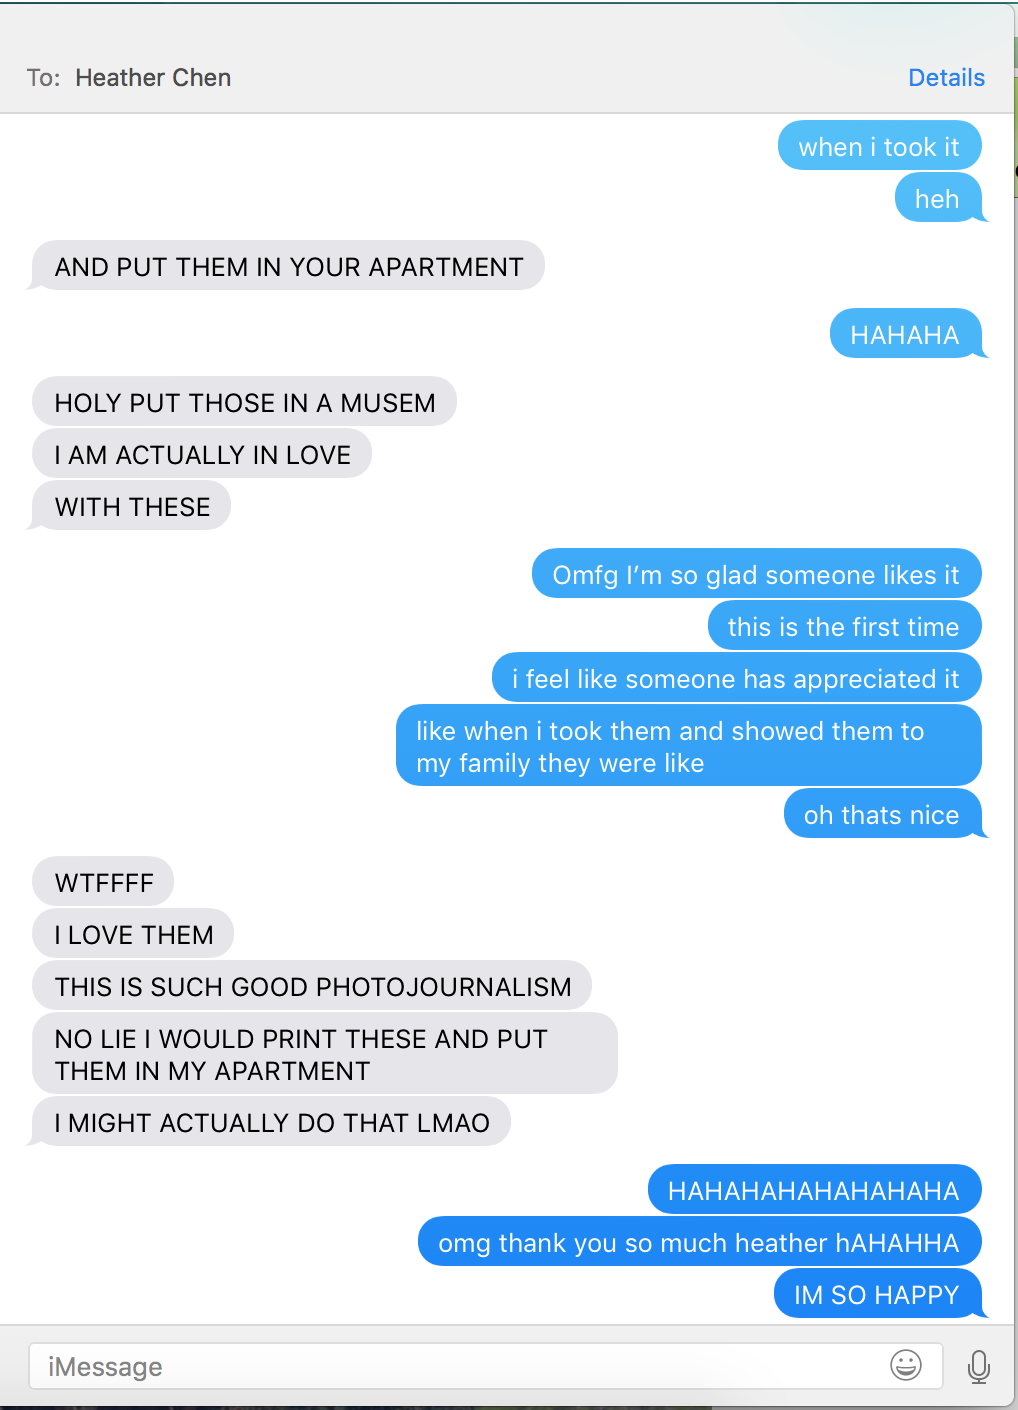 To: Heather Chen Details
when i took it
heh
AND PUT THEM IN YOUR APARTMENT
HAHAHA
HOLY PUT THOSE IN A MUSEM
I AM ACTUALLY IN LOVE
WITH THESE
Omfg I’m so glad someone likes it
this is the first time
i feel like someone has appreciated it
like when i took them and showed them to
my family they were like
oh thats nice
WTFFFF
I LOVE THEM
THIS IS SUCH GOOD PHOTOJOURNALISM
NO LIE I WOULD PRINT THESE AND PUT
THEM IN MY APARTMENT
I MIGHT ACTUALLY DO THAT LMAO
HAHAHAHAHAHAHAHA
omg thank you so much heather hAHAHHA
IM SO HAPPY
iMessage